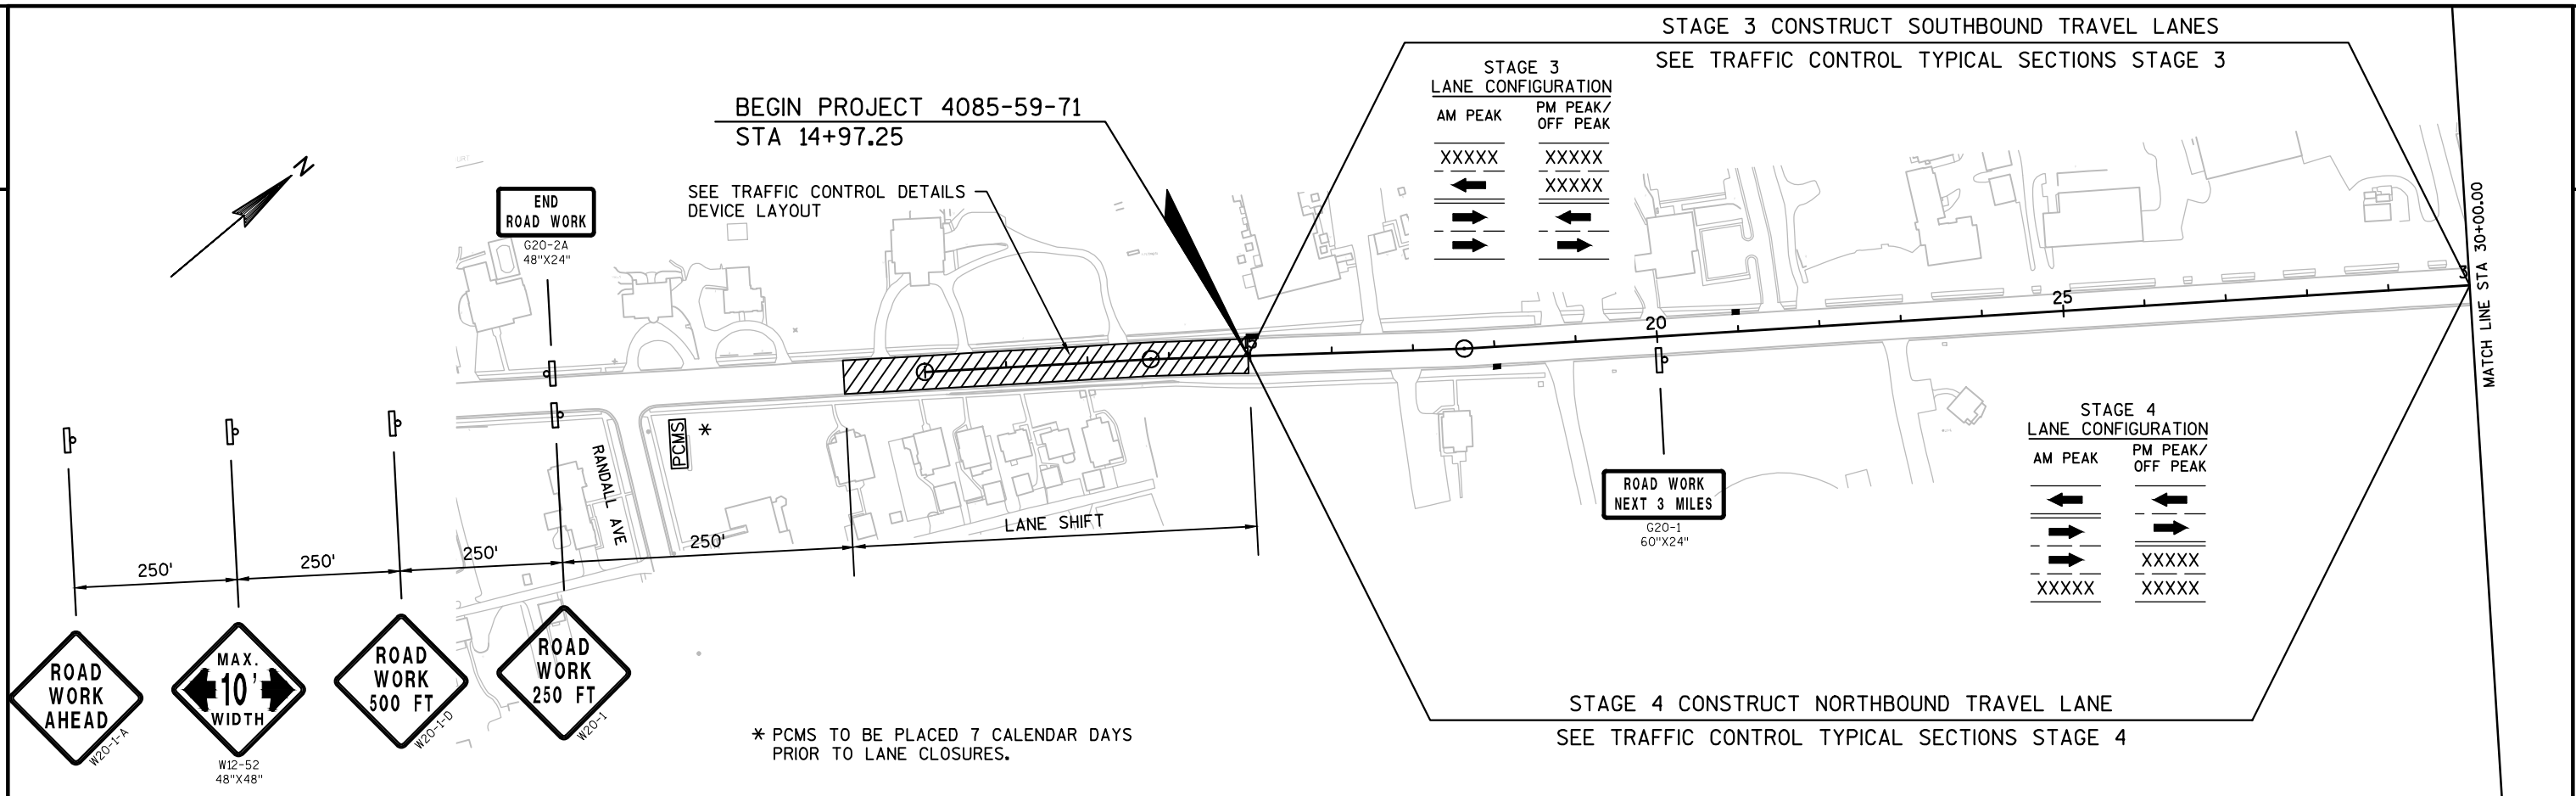 STAGE 3 CONSTRUCT SOUTHBOUND TRAVEL LANES
SEE TRAFFIC CONTROL TYPICAL SECTIONS STAGE 3
STAGE 3
LANE CONFIGURATION
AM PEAK
PM PEAK/
OFF PEAK
XXXXX
XXXXX
XXXXX
BEGIN PROJECT 4085-59-71
STA 14+97.25
N
SEE TRAFFIC CONTROL DETAILS
DEVICE LAYOUT
END
ROAD WORK
G20-2A
48"X24"
MATCH LINE STA 30+00.00
3
25
20
RANDALL AVE
PCMS
*
LANE SHIFT
250'
250'
250'
250'
ROAD WORK
NEXT 3 MILES
G20-1
60"X24"
STAGE 4
LANE CONFIGURATION
AM PEAK
PM PEAK/
OFF PEAK
XXXXX
XXXXX
XXXXX
ROAD
WORK
AHEAD
W20-1-A
MAX.
10'
WIDTH
W12-52
48"X48"
ROAD
WORK
500 FT
W20-1-D
ROAD
WORK
250 FT
W20-1
* PCMS TO BE PLACED 7 CALENDAR DAYS
PRIOR TO LANE CLOSURES.
STAGE 4 CONSTRUCT NORTHBOUND TRAVEL LANE
SEE TRAFFIC CONTROL TYPICAL SECTIONS STAGE 4